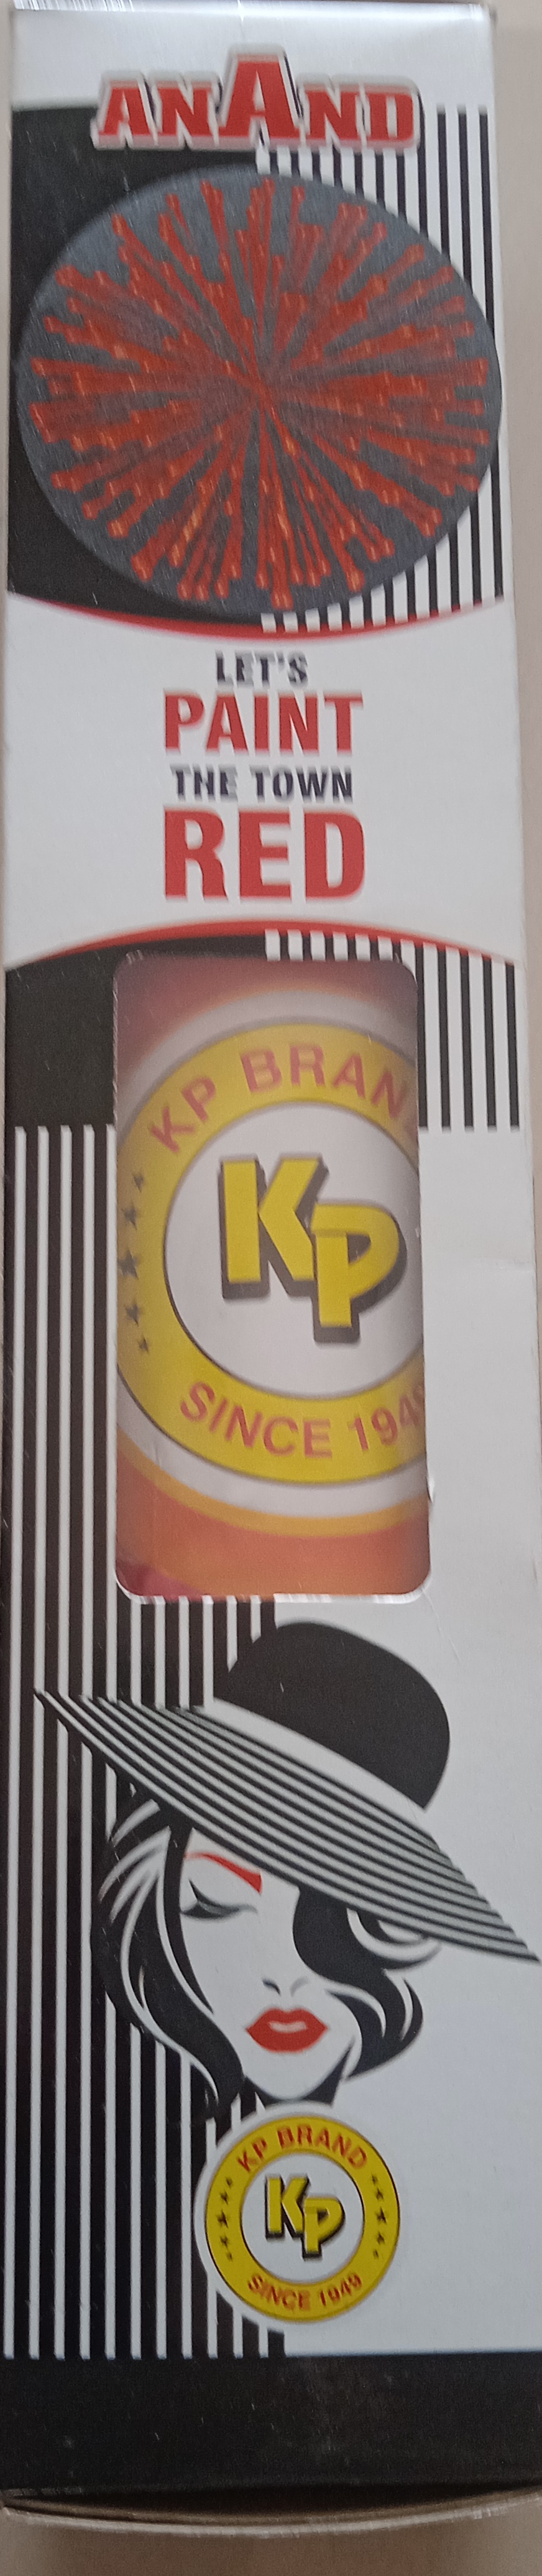 ANAND
LET'S
PAINT
THE TOWN
RED
KP BRAN
KP
SINCE 194
KP BRAND
KP
SINCE 1949